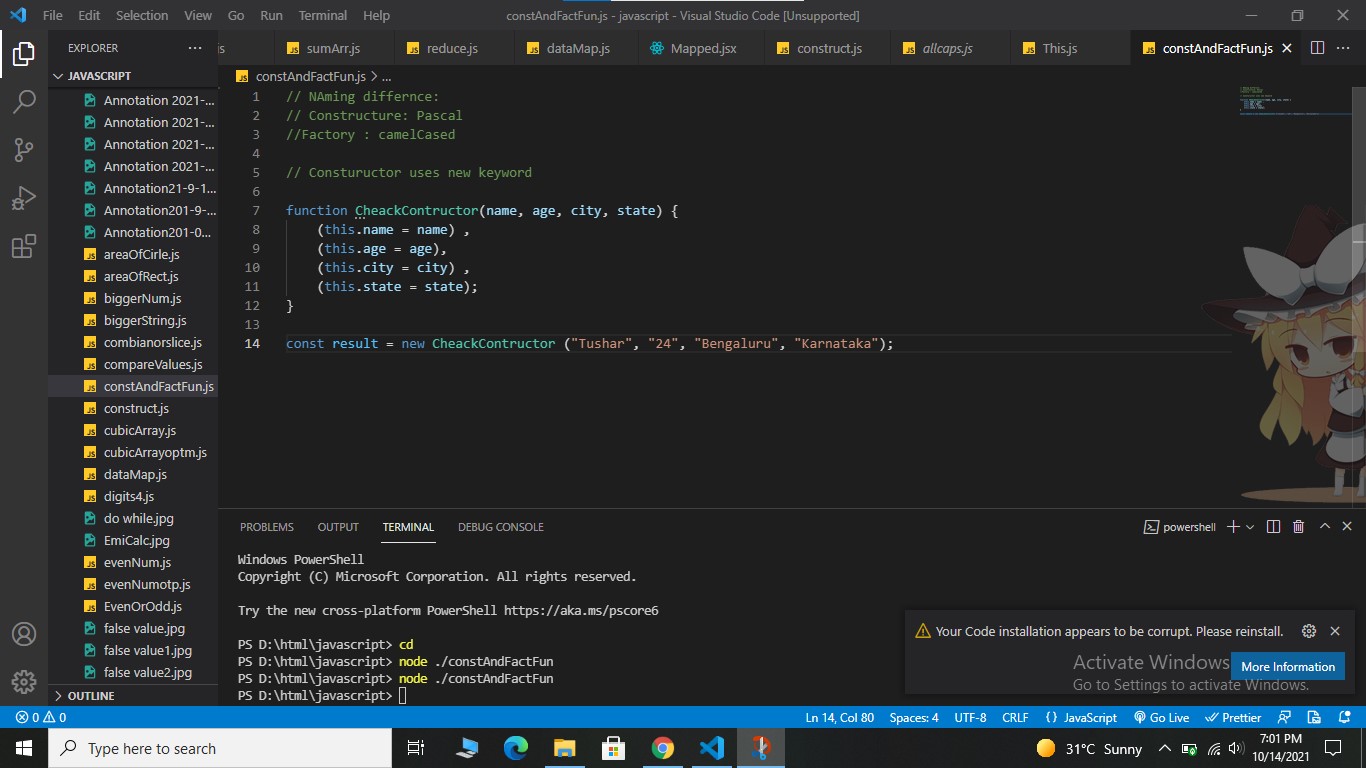 File Edit Selection View Go Run Terminal Help
constAndFactFun.js - javascript - Visual Studio Code [Unsupported]
EXPLORER
JAVASCRIPT
Annotation 2021-...
Annotation 2021-...
Annotation 2021-...
Annotation 2021-...
Annotation21-9-1...
Annotation201-9-...
Annotation201-0...
areaOfCirle.js
areaOfRect.js
biggerNum.js
biggerString.js
combianorslice.js
compareValues.js
constAndFactFun.js
construct.js
cubicArray.js
cubicArrayoptm.js
dataMap.js
digits4.js
do while.jpg
EmiCalc.jpg
evenNum.js
evenNumotp.js
EvenOrOdd.js
false value.jpg
false value1.jpg
false value2.jpg
OUTLINE
js sumArr.js reduce.js dataMap.js Mapped.jsx construct.js allcaps.js This.js constAndFactFun.js
constAndFactFun.js > ...
1 // NAming differnce:
2 // Constructure: Pascal
3 //Factory : camelCased
4
5 // Constuructor uses new keyword
6
7 function CheackContructor(name, age, city, state) {
8 (this.name = name) ,
9 (this.age = age),
10 (this.city = city) ,
11 (this.state = state);
12 }
13
14 const result = new CheackContructor ("Tushar", "24", "Bengaluru", "Karnataka");
PROBLEMS OUTPUT TERMINAL DEBUG CONSOLE
powershell
Windows PowerShell
Copyright (C) Microsoft Corporation. All rights reserved.
Try the new cross-platform PowerShell https://aka.ms/pscore6
PS D:\html\javascript> cd
PS D:\html\javascript> node ./constAndFactFun
PS D:\html\javascript> node ./constAndFactFun
PS D:\html\javascript>
Your Code installation appears to be corrupt. Please reinstall.
More Information
Activate Windows
Go to Settings to activate Windows.
0 0
Ln 14, Col 80 Spaces: 4 UTF-8 CRLF {} JavaScript Go Live Prettier
Type here to search
31°C Sunny
7:01 PM
10/14/2021